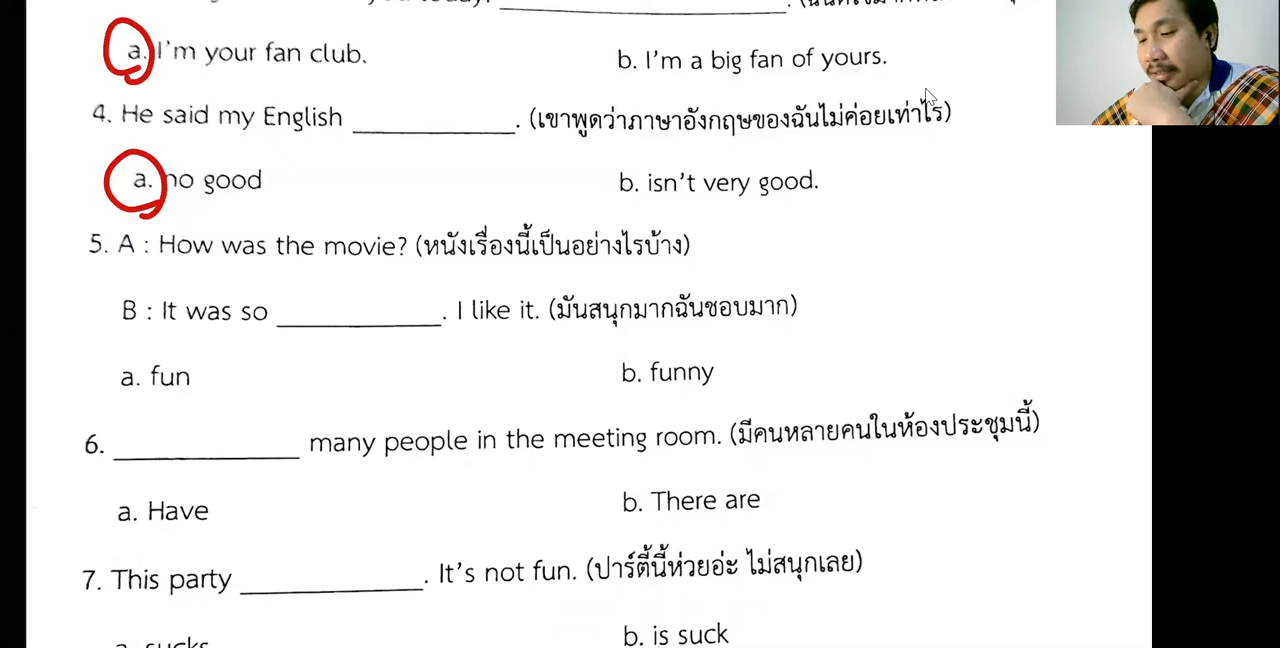 a. I'm your fan club.
b. I'm a big fan of yours.
4. He said my English ____________. (เขาพูดว่าภาษาอังกฤษของฉันไม่ค่อยเท่าไร)
a. no good
b. isn't very good.
5. A : How was the movie? (หนังเรื่องนี้เป็นอย่างไรบ้าง)
B : It was so ____________. I like it. (มันสนุกมากฉันชอบมาก)
a. fun
b. funny
6. ____________ many people in the meeting room. (มีคนหลายคนในห้องประชุมนี้)
a. Have
b. There are
7. This party ____________. It's not fun. (ปาร์ตี้นี้ห่วยอ่ะ ไม่สนุกเลย)
a. sucks
b. is suck